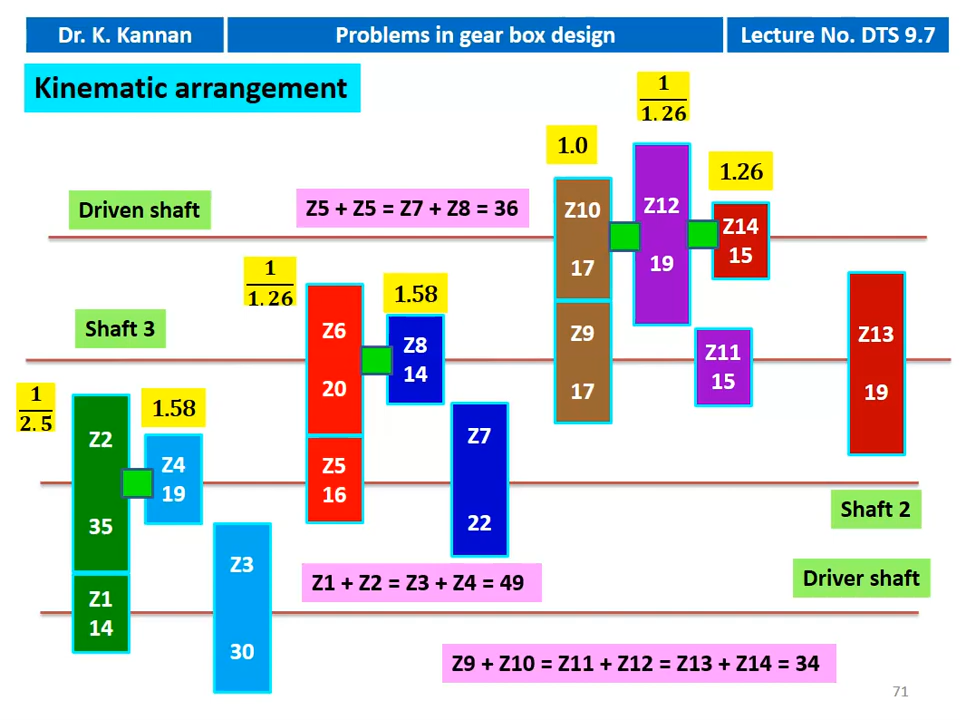 Dr. K. Kannan
Problems in gear box design
Lecture No. DTS 9.7
Kinematic arrangement
1
1.26
1.0
1.26
Driven shaft
Z5 + Z5 = Z7 + Z8 = 36
Z10
17
Z12
19
Z14
15
1
1.26
1.58
Shaft 3
Z6
20
Z8
14
Z9
17
Z11
15
Z13
19
1
2.5
1.58
Z2
35
Z4
19
Z5
16
Z7
22
Shaft 2
Z1
14
Z3
30
Z1 + Z2 = Z3 + Z4 = 49
Driver shaft
Z9 + Z10 = Z11 + Z12 = Z13 + Z14 = 34
71